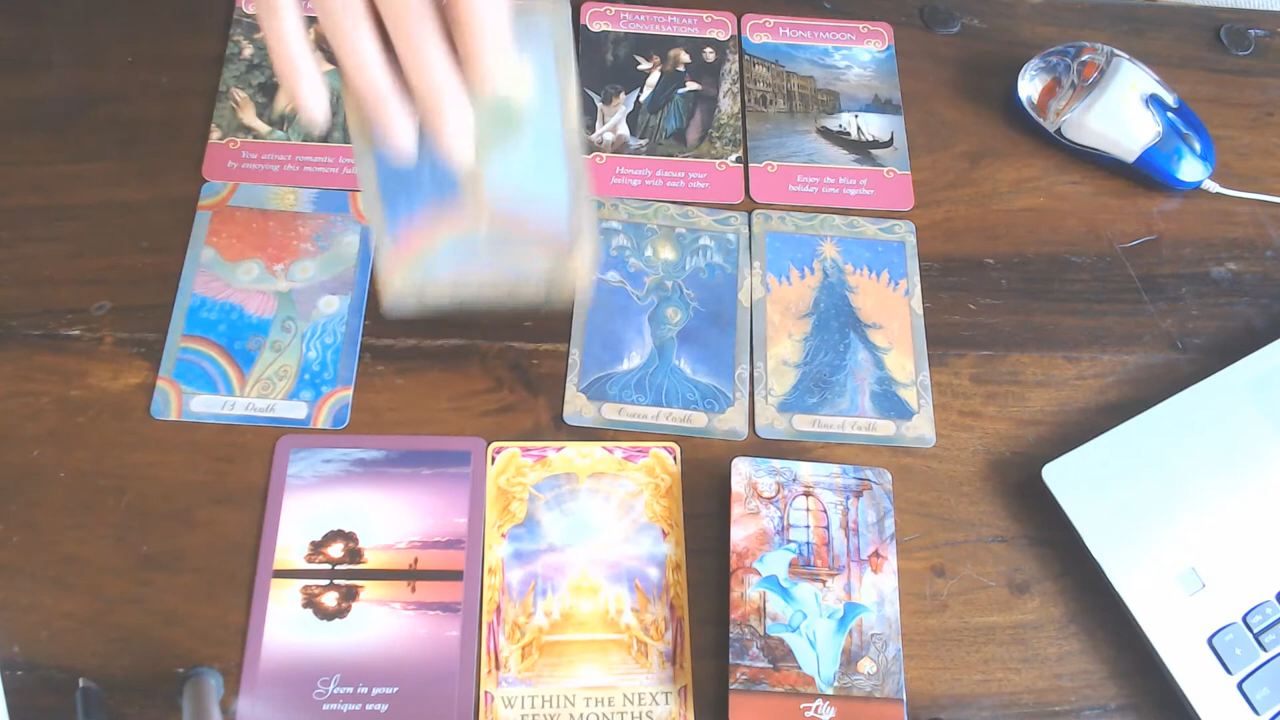 HEART-TO-HEART
CONVERSATIONS
HONEYMOON
You attract romantic love
by enjoying this moment
Honestly discuss your
feelings with each other.
Enjoy the bliss of
holiday time together.
13 Death
Queen of Earth
Nine of Earth
Seen in your
unique way
WITHIN THE NEXT
FEW MONTHS
Lily